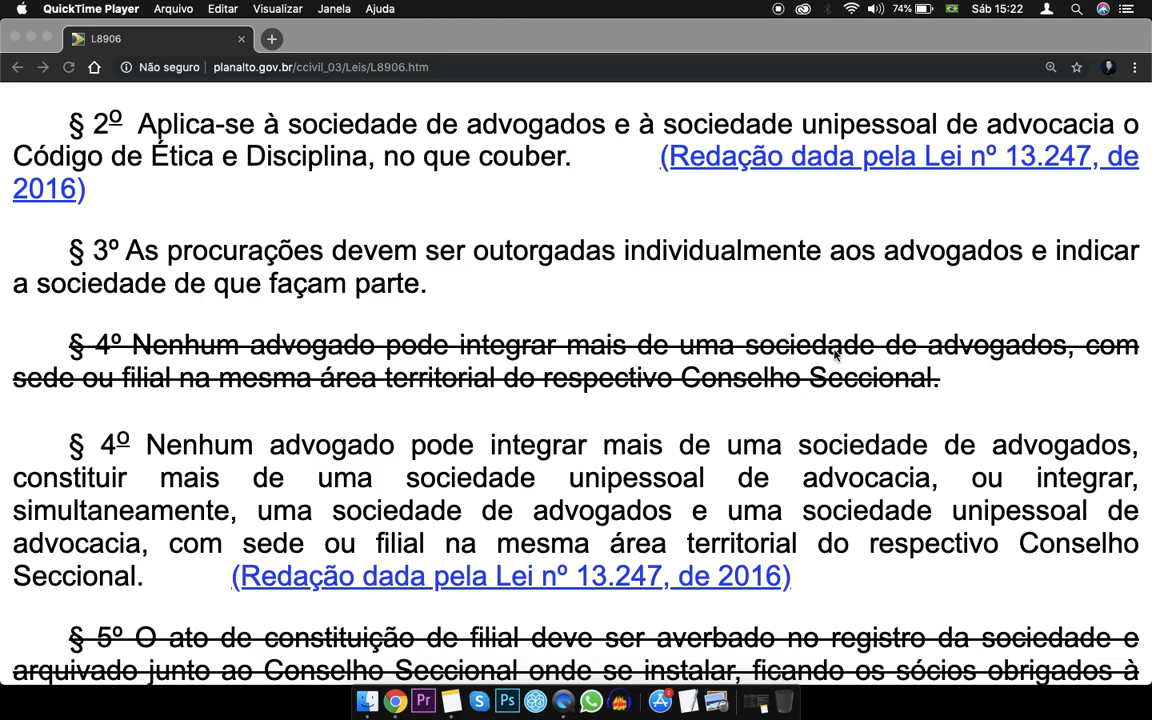 QuickTime Player Arquivo Editar Visualizar Janela Ajuda 74% Sáb 15:22
L8906
Não seguro planalto.gov.br/ccivil_03/Leis/L8906.htm
§ 2º Aplica-se à sociedade de advogados e à sociedade unipessoal de advocacia o
Código de Ética e Disciplina, no que couber. (Redação dada pela Lei nº 13.247, de
2016)
§ 3º As procurações devem ser outorgadas individualmente aos advogados e indicar
a sociedade de que façam parte.
§ 4º Nenhum advogado pode integrar mais de uma sociedade de advogados, com
sede ou filial na mesma área territorial do respectivo Conselho Seccional.
§ 4º Nenhum advogado pode integrar mais de uma sociedade de advogados,
constituir mais de uma sociedade unipessoal de advocacia, ou integrar,
simultaneamente, uma sociedade de advogados e uma sociedade unipessoal de
advocacia, com sede ou filial na mesma área territorial do respectivo Conselho
Seccional. (Redação dada pela Lei nº 13.247, de 2016)
§ 5º O ato de constituição de filial deve ser averbado no registro da sociedade e
arquivado junto ao Conselho Seccional onde se instalar, ficando os sócios obrigados à
Pr Ps